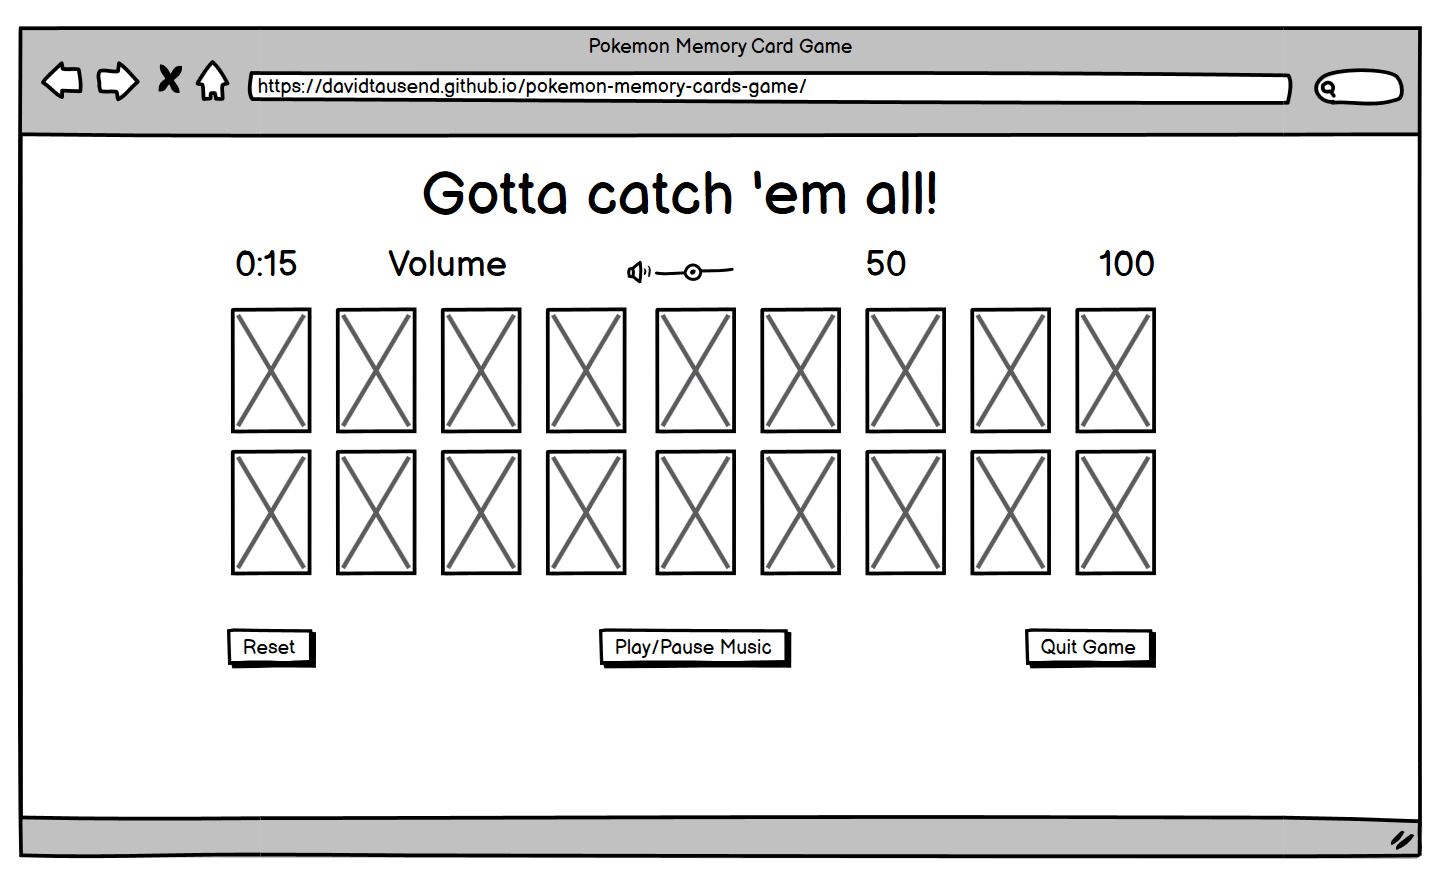 Pokemon Memory Card Game
https://davidtausend.github.io/pokemon-memory-cards-game/
Gotta catch 'em all!
0:15 Volume 50 100
Reset Play/Pause Music Quit Game